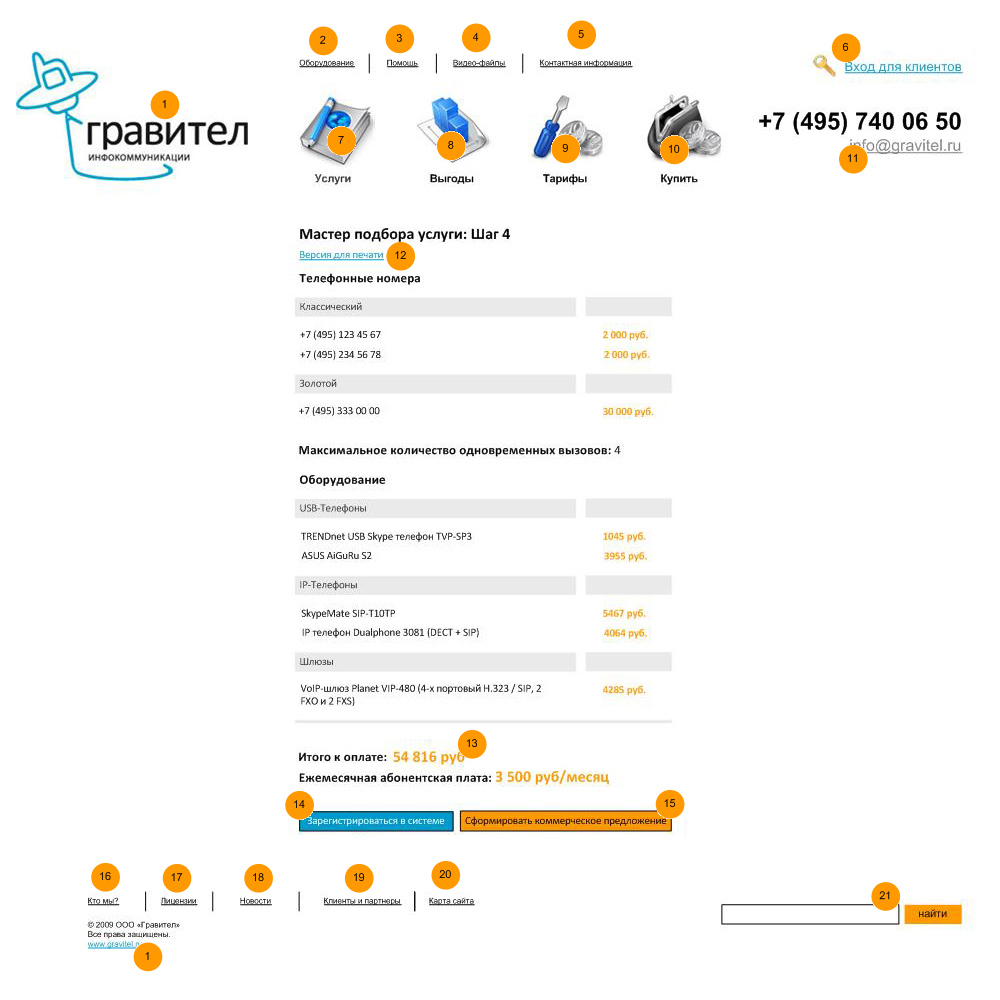 2
3
4
5
6
Оборудование
Помощь
Видео-файлы
Контактная информация
Вход для клиентов
1
гравител
ИНФОКОММУНИКАЦИИ
7
8
9
10
+7 (495) 740 06 50
info@gravitel.ru
11
Услуги
Выгоды
Тарифы
Купить
Мастер подбора услуги: Шаг 4
Версия для печати
12
Телефонные номера
Классический
+7 (495) 123 45 67
2 000 руб.
+7 (495) 234 56 78
2 000 руб.
Золотой
+7 (495) 333 00 00
30 000 руб.
Максимальное количество одновременных вызовов: 4
Оборудование
USB-Телефоны
TRENDnet USB Skype телефон TVP-SP3
1045 руб.
ASUS AiGuRu S2
3955 руб.
IP-Телефоны
SkypeMate SIP-T10TP
5467 руб.
IP телефон Dualphone 3081 (DECT + SIP)
4064 руб.
Шлюзы
VoIP-шлюз Planet VIP-480 (4-х портовый H.323 / SIP, 2
FXO и 2 FXS)
4285 руб.
Итого к оплате: 54 816 руб
13
Ежемесячная абонентская плата: 3 500 руб/месяц
14
15
Зарегистрироваться в системе
Сформировать коммерческое предложение
16
17
18
19
20
Кто мы?
Лицензии
Новости
Клиенты и партнеры
Карта сайта
21
найти
© 2009 ООО «Гравител»
Все права защищены.
www.gravitel.r
1